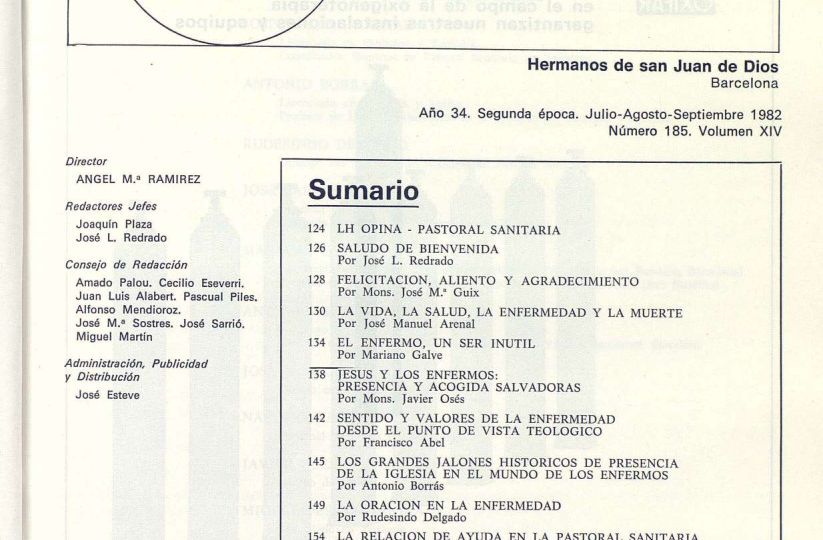 en el campo de la oxigenoterapia
garantizan nuestras instalaciones y equipos
Hermanos de san Juan de Dios
Barcelona
Año 34. Segunda época. Julio-Agosto-Septiembre 1982
Número 185. Volumen XIV
Director
ANGEL M.ª RAMIREZ
Redactores Jefes
Joaquín Plaza
José L. Redrado
Consejo de Redacción
Amado Palou. Cecilio Eseverri.
Juan Luis Alabert. Pascual Piles.
Alfonso Mendioroz.
José M.ª Sostres. José Sarrió.
Miguel Martín
Administración, Publicidad
y Distribución
José Esteve
Sumario
124 LH OPINA - PASTORAL SANITARIA
126 SALUDO DE BIENVENIDA
Por José L. Redrado
128 FELICITACION, ALIENTO Y AGRADECIMIENTO
Por Mons. José M.ª Guix
130 LA VIDA, LA SALUD, LA ENFERMEDAD Y LA MUERTE
Por José Manuel Arenal
134 EL ENFERMO, UN SER INUTIL
Por Mariano Galve
138 JESUS Y LOS ENFERMOS:
PRESENCIA Y ACOGIDA SALVADORAS
Por Mons. Javier Osés
142 SENTIDO Y VALORES DE LA ENFERMEDAD
DESDE EL PUNTO DE VISTA TEOLOGICO
Por Francisco Abel
145 LOS GRANDES JALONES HISTORICOS DE PRESENCIA
DE LA IGLESIA EN EL MUNDO DE LOS ENFERMOS
Por Antonio Borrás
149 LA ORACION EN LA ENFERMEDAD
Por Rudesindo Delgado
154 LA RELACION DE AYUDA EN LA PASTORAL SANITARIA